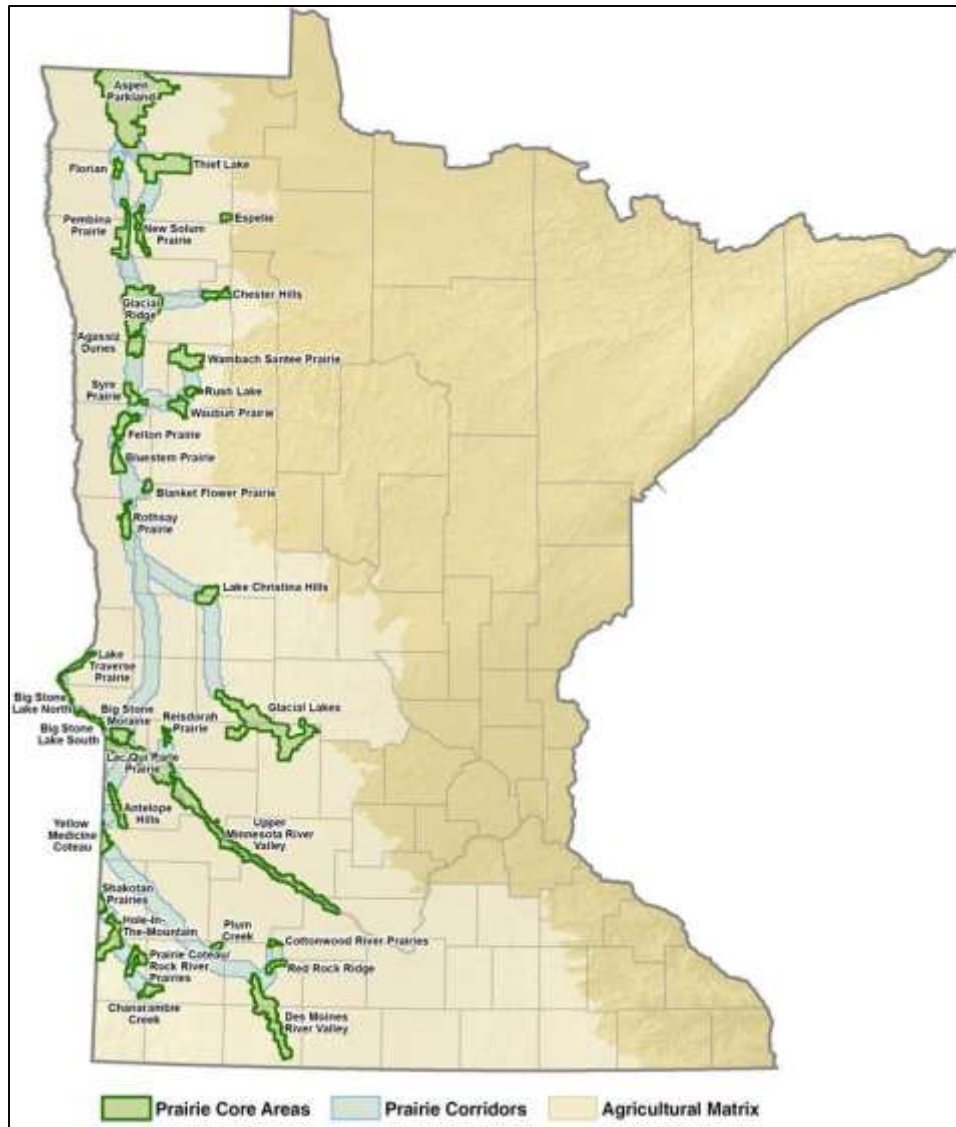 Aspen
Parkland
Florian
Thief Lake
Pembina
Prairie
New Solum
Prairie
Espelie
Glacial
Ridge
Chester Hills
Agassiz
Dunes
Wambach Santee Prairie
Syre
Prairie
Rush Lake
Waubun Prairie
Felton Prairie
Bluestem Prairie
Blanket Flower Prairie
Rothsay
Prairie
Lake Christina Hills
Lake
Traverse
Prairie
Big Stone
Lake North
Big Stone
Moraine
Reisdorah
Prairie
Glacial Lakes
Big Stone
Lake South
Lac Qui Parle
Prairie
Antelope
Hills
Yellow
Medicine
Coteau
Upper
Minnesota River
Valley
Shakotan
Prairies
Hole-In-
The-Mountain
Plum
Creek
Cottonwood River Prairies
Prairie Coteau/
Rock River
Prairies
Red Rock Ridge
Chanarambie
Creek
Des Moines
River Valley
Prairie Core Areas
Prairie Corridors
Agricultural Matrix